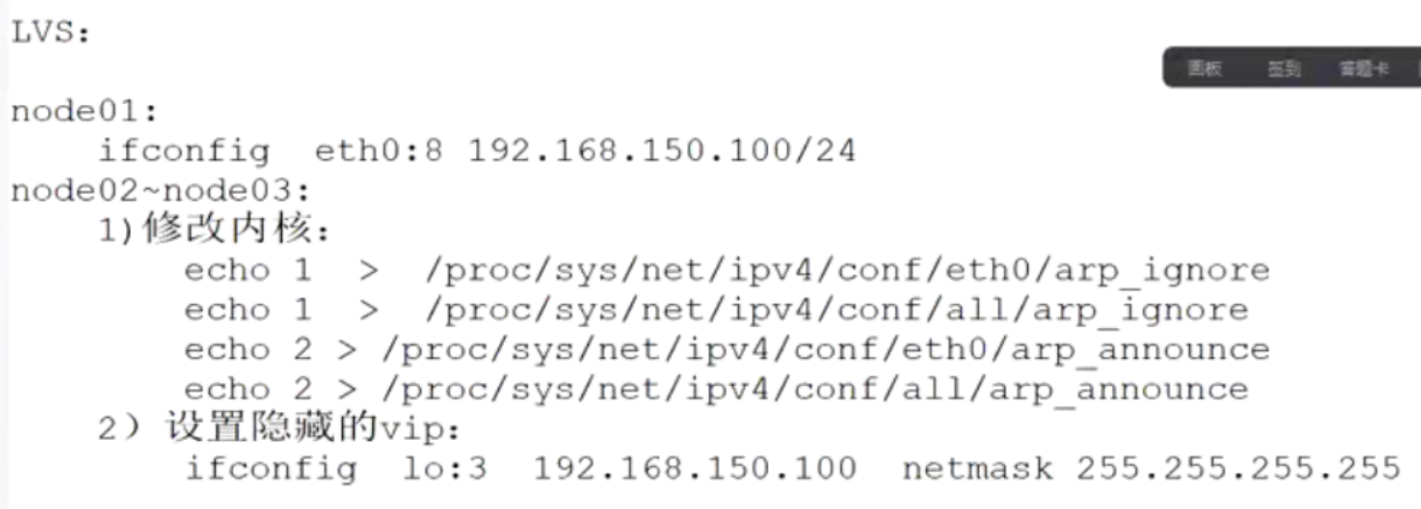 LVS：
画板 签到 答题卡
node01:
ifconfig eth0:8 192.168.150.100/24
node02~node03:
1)修改内核：
echo 1 > /proc/sys/net/ipv4/conf/eth0/arp_ignore
echo 1 > /proc/sys/net/ipv4/conf/all/arp_ignore
echo 2 > /proc/sys/net/ipv4/conf/eth0/arp_announce
echo 2 > /proc/sys/net/ipv4/conf/all/arp_announce
2）设置隐藏的vip：
ifconfig lo:3 192.168.150.100 netmask 255.255.255.255